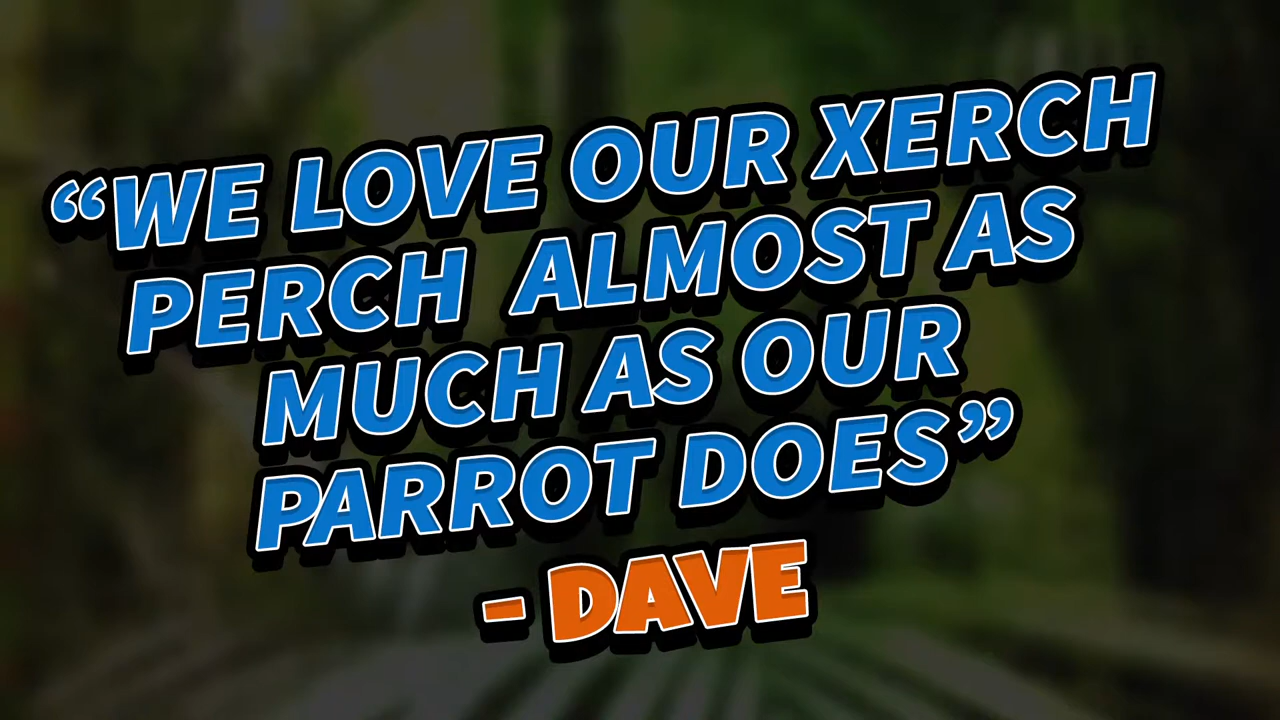 “WE LOVE OUR XERCH
PERCH ALMOST AS
MUCH AS OUR
PARROT DOES”
- DAVE